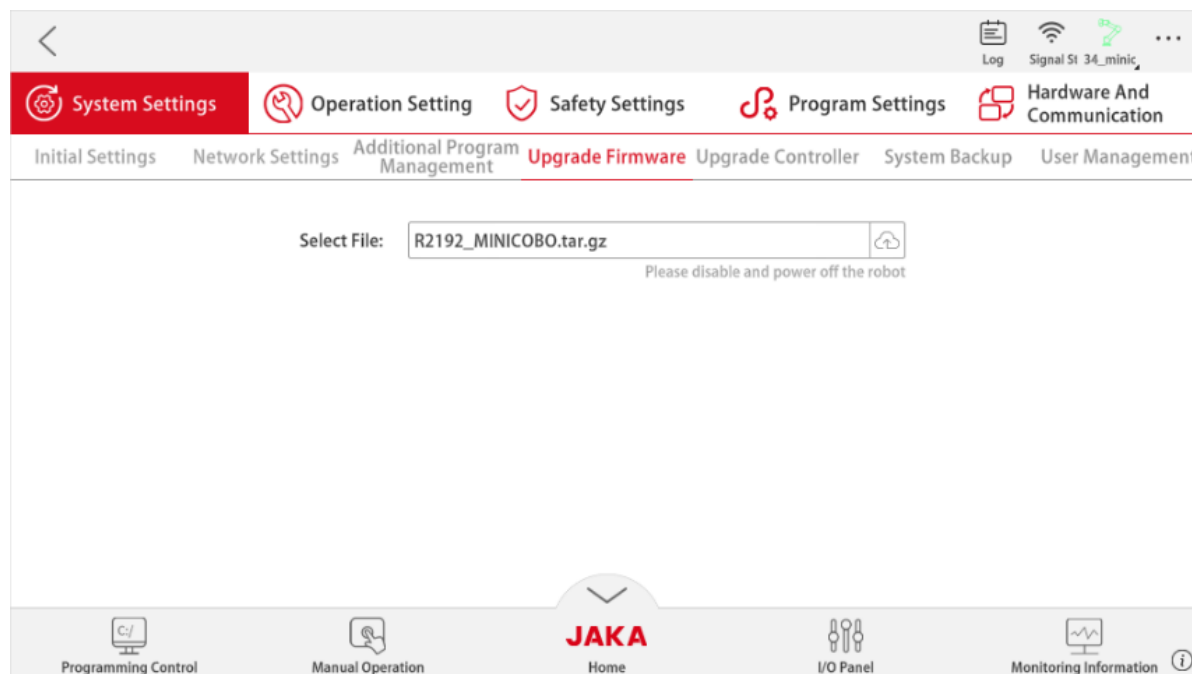 Log
Signal St
34_minic
System Settings
Operation Setting
Safety Settings
Program Settings
Hardware And
Communication
Initial Settings
Network Settings
Additional Program
Management
Upgrade Firmware
Upgrade Controller
System Backup
User Management
Select File:
R2192_MINICOBO.tar.gz
Please disable and power off the robot
C:/
Programming Control
Manual Operation
JAKA
Home
I/O Panel
Monitoring Information
i